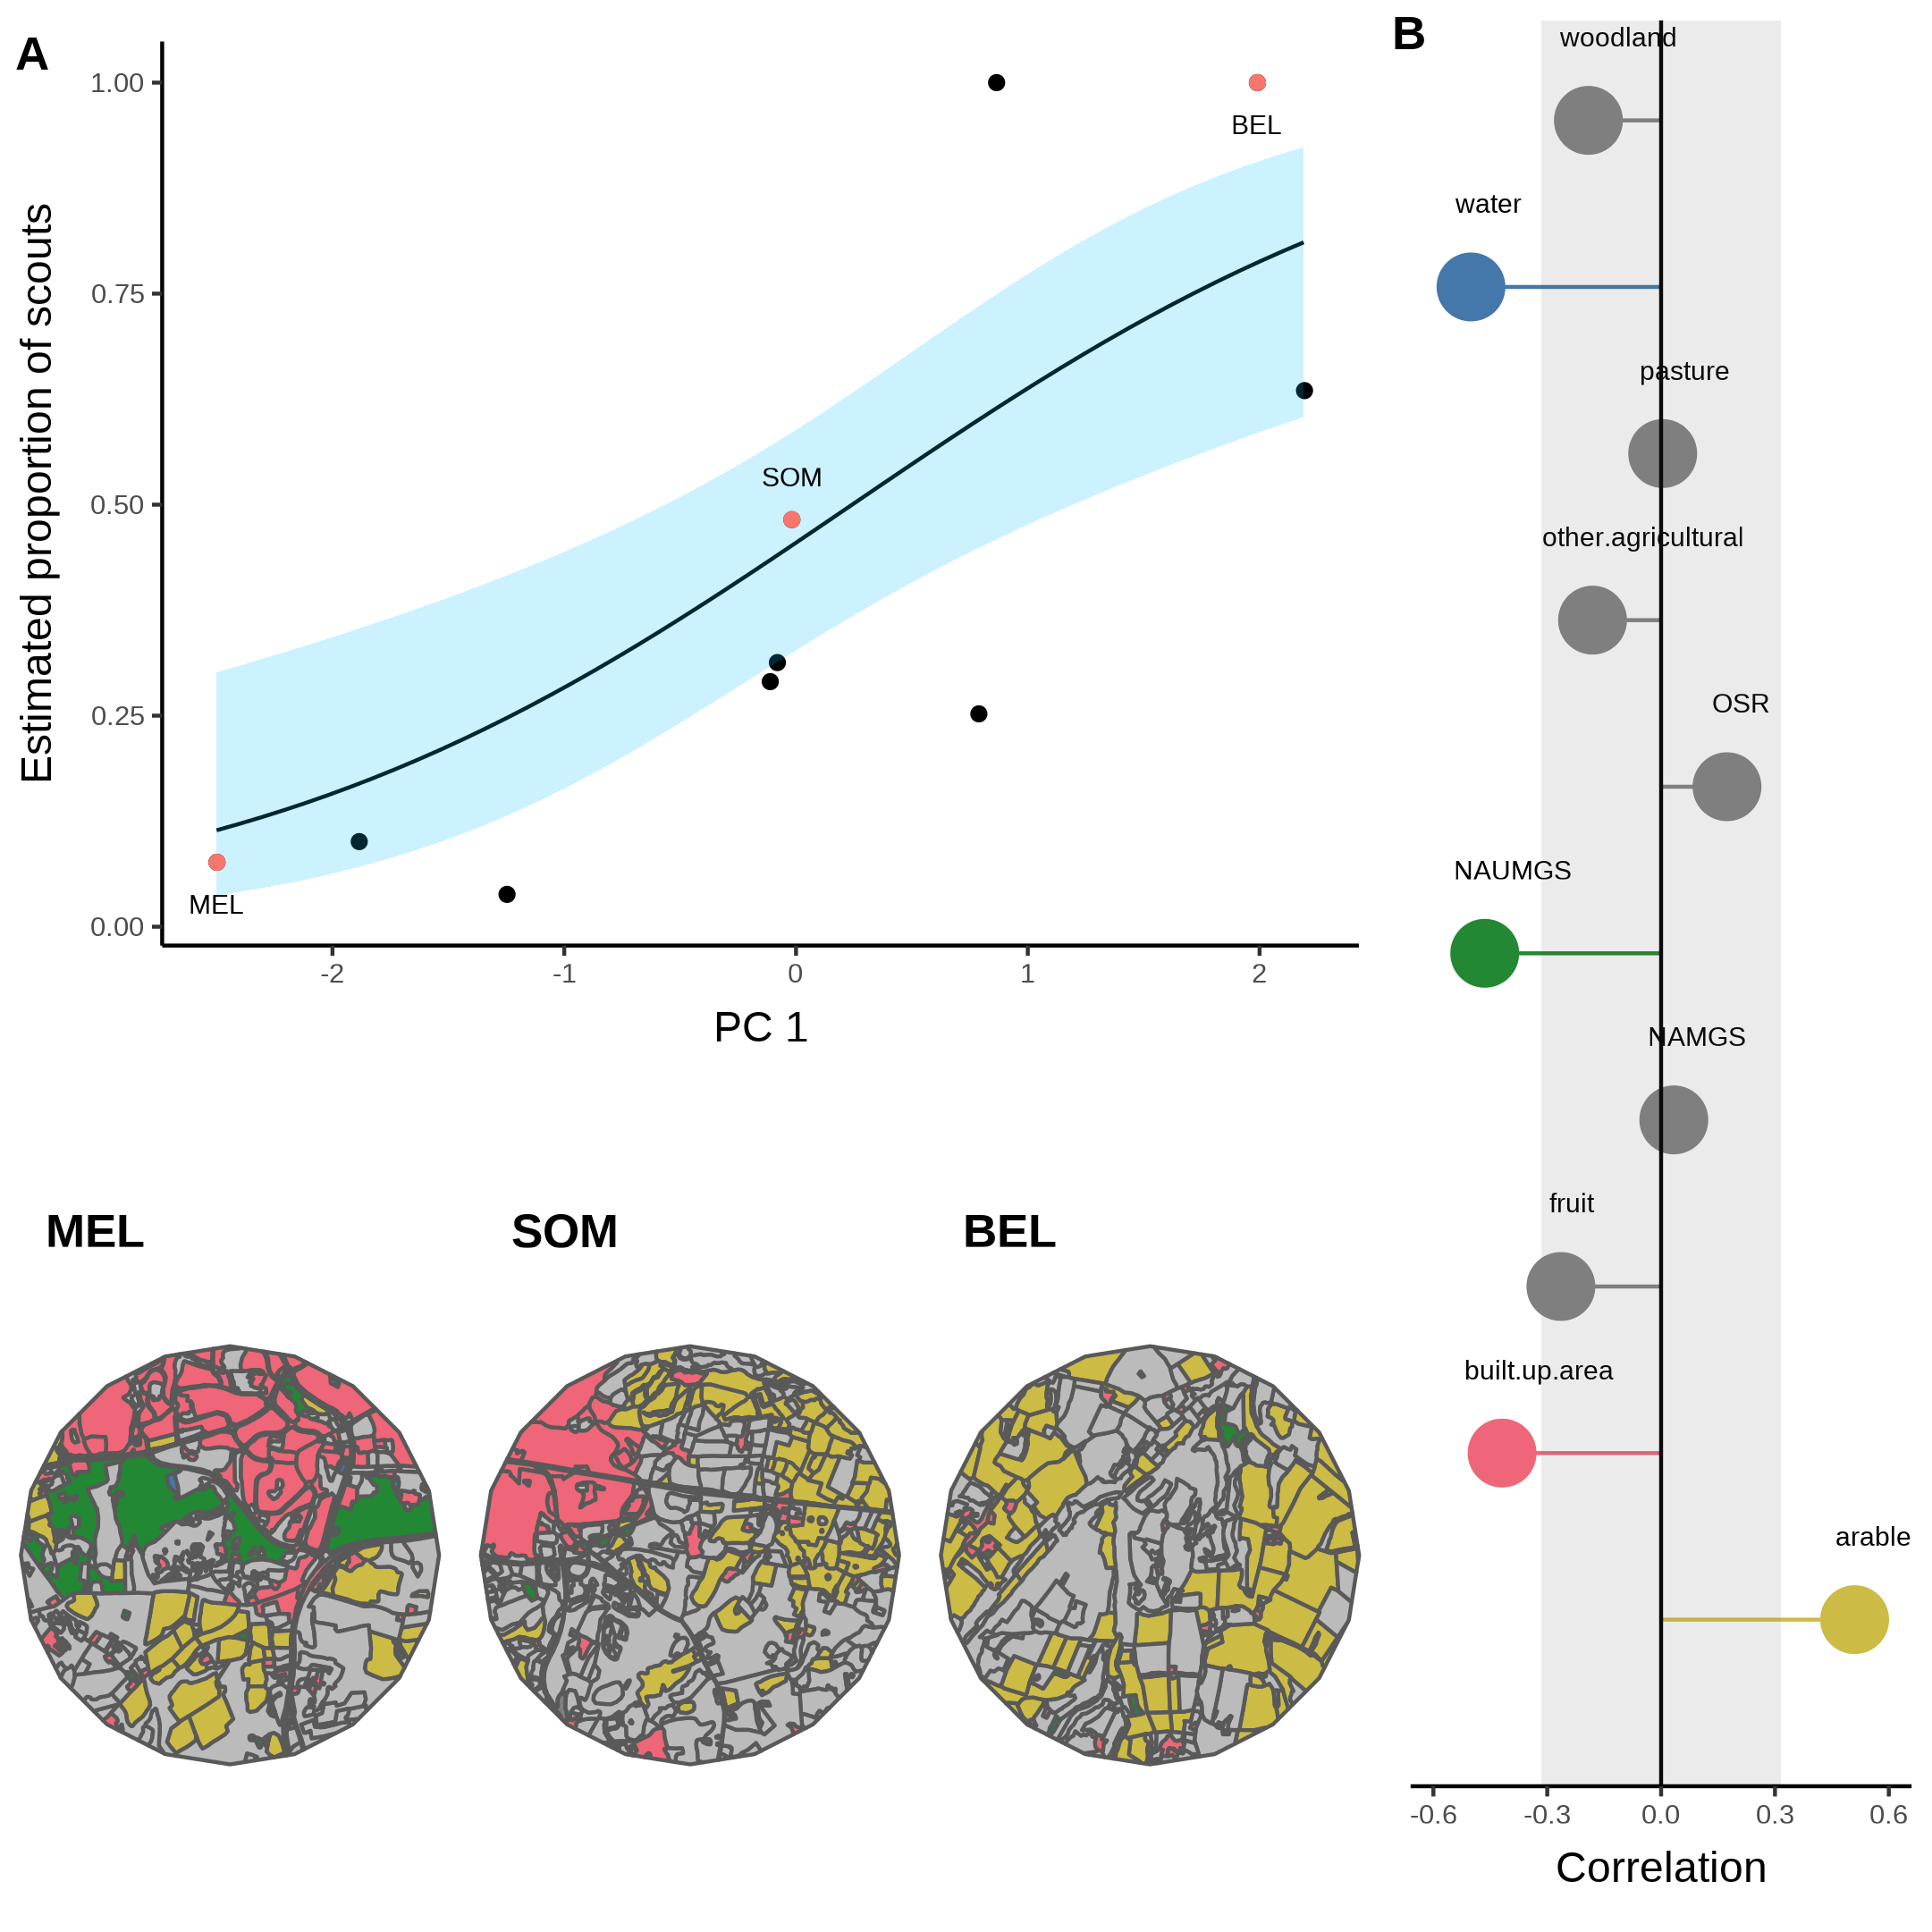 A
1.00
0.75
0.50
0.25
0.00
Estimated proportion of scouts
BEL
SOM
MEL
-2
-1
0
1
2
PC 1
MEL
SOM
BEL
B
woodland
water
pasture
other.agricultural
OSR
NAUMGS
NAMGS
fruit
built.up.area
arable
-0.6
-0.3
0.0
0.3
0.6
Correlation